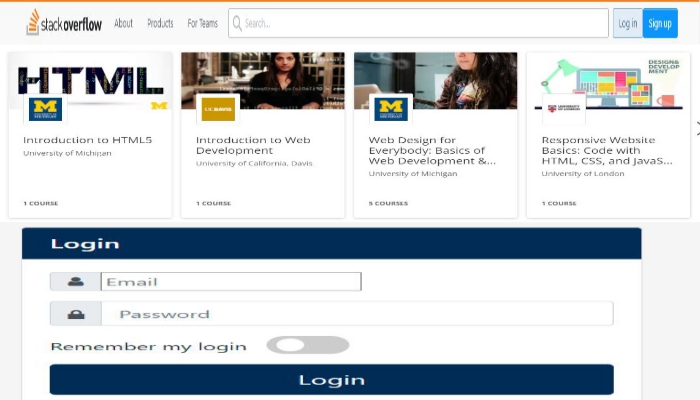 stackoverflow About Products For Teams Search... Log in Sign up
HTML
DESIGN&
DEVELOP
MENT
M
M
UC DAVIS
M
Introduction to HTML5
University of Michigan
1 COURSE
Introduction to Web
Development
University of California, Davis
1 COURSE
Web Design for
Everybody: Basics of
Web Development &...
University of Michigan
5 COURSES
Responsive Website
Basics: Code with
HTML, CSS, and JavaS...
University of London
1 COURSE
Login
Email
Password
Remember my login
Login